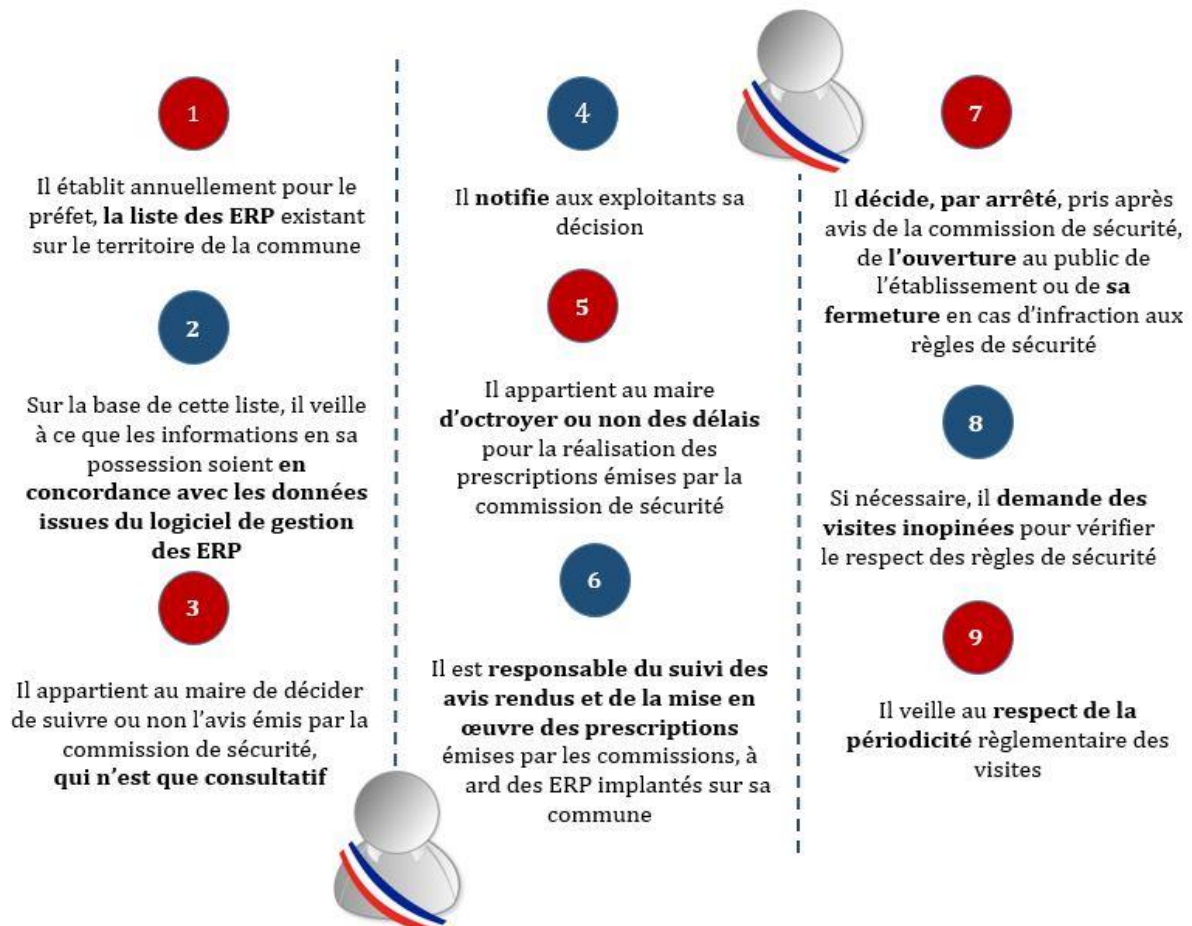 1
Il établit annuellement pour le
préfet, la liste des ERP existant
sur le territoire de la commune
2
Sur la base de cette liste, il veille
à ce que les informations en sa
possession soient en
concordance avec les données
issues du logiciel de gestion
des ERP
3
Il appartient au maire de décider
de suivre ou non l’avis émis par la
commission de sécurité,
qui n’est que consultatif
4
Il notifie aux exploitants sa
décision
5
Il appartient au maire
d’octroyer ou non des délais
pour la réalisation des
prescriptions émises par la
commission de sécurité
6
Il est responsable du suivi des
avis rendus et de la mise en
œuvre des prescriptions
émises par les commissions, à
ard des ERP implantés sur sa
commune
7
Il décide, par arrêté, pris après
avis de la commission de sécurité,
de l’ouverture au public de
l’établissement ou de sa
fermeture en cas d’infraction aux
règles de sécurité
8
Si nécessaire, il demande des
visites inopinées pour vérifier
le respect des règles de sécurité
9
Il veille au respect de la
périodicité règlementaire des
visites